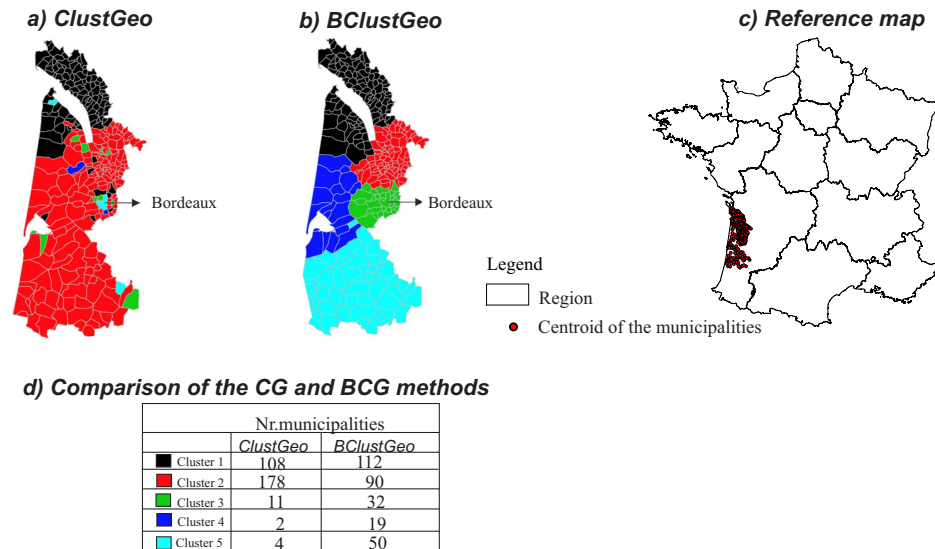 a) ClustGeo
b) BClustGeo
c) Reference map
Bordeaux
Bordeaux
Legend
Region
Centroid of the municipalities
d) Comparison of the CG and BCG methods
Nr.municipalities
ClustGeo BClustGeo
Cluster 1 108 112
Cluster 2 178 90
Cluster 3 11 32
Cluster 4 2 19
Cluster 5 4 50